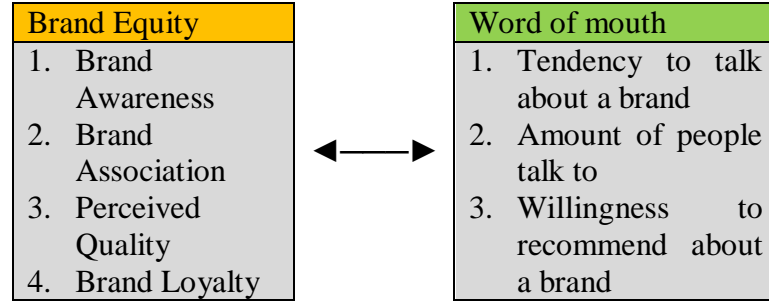 Brand Equity
1. Brand
Awareness
2. Brand
Association
3. Perceived
Quality
4. Brand Loyalty
Word of mouth
1. Tendency to talk
about a brand
2. Amount of people
talk to
3. Willingness to
recommend about
a brand